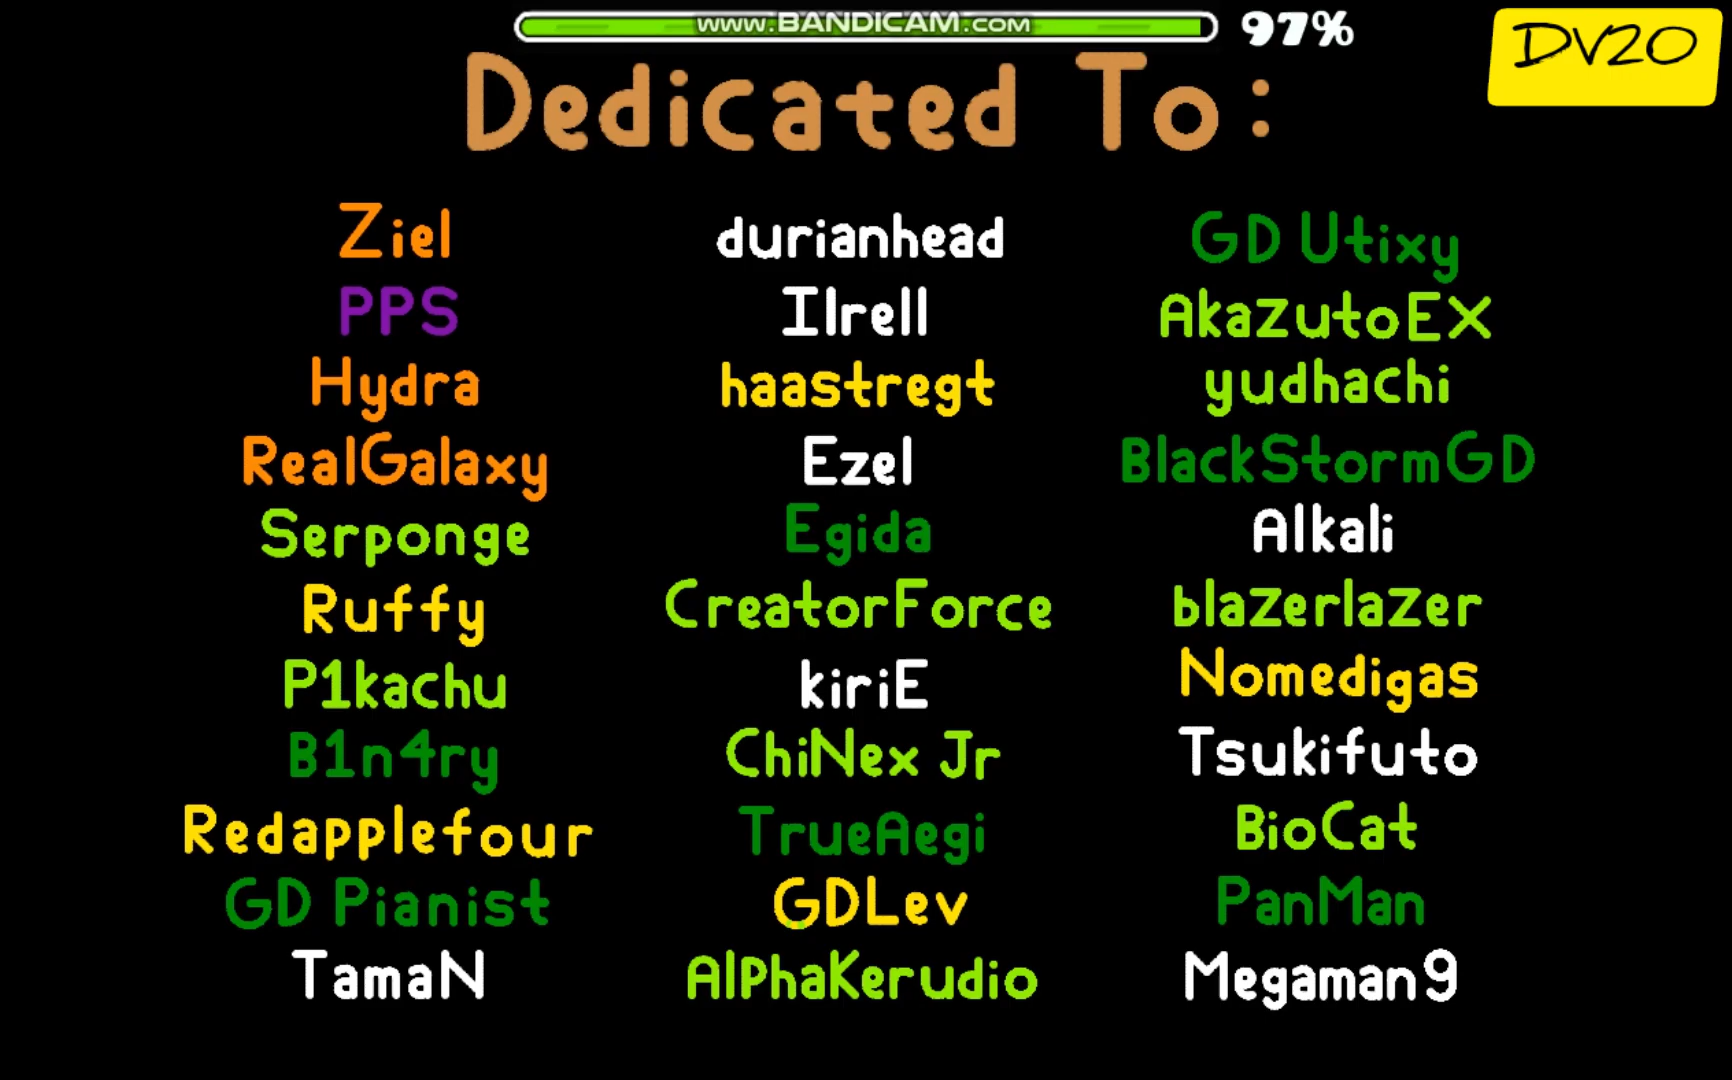 www.BANDICAM.com
97%
DV20
Dedicated To:
Ziel
PPS
Hydra
RealGalaxy
Serponge
Ruffy
P1kachu
B1n4ry
Redapplefour
GD Pianist
TamaN
durianhead
Ilrell
haastregt
Ezel
Egida
CreatorForce
kiriE
ChiNex Jr
TrueAegi
GDLev
AlPhaKerudio
GD Utixy
AkazutoEX
yudhachi
BlackStormGD
Alkali
blazerlazer
Nomedigas
Tsukifuto
BioCat
PanMan
Megaman9